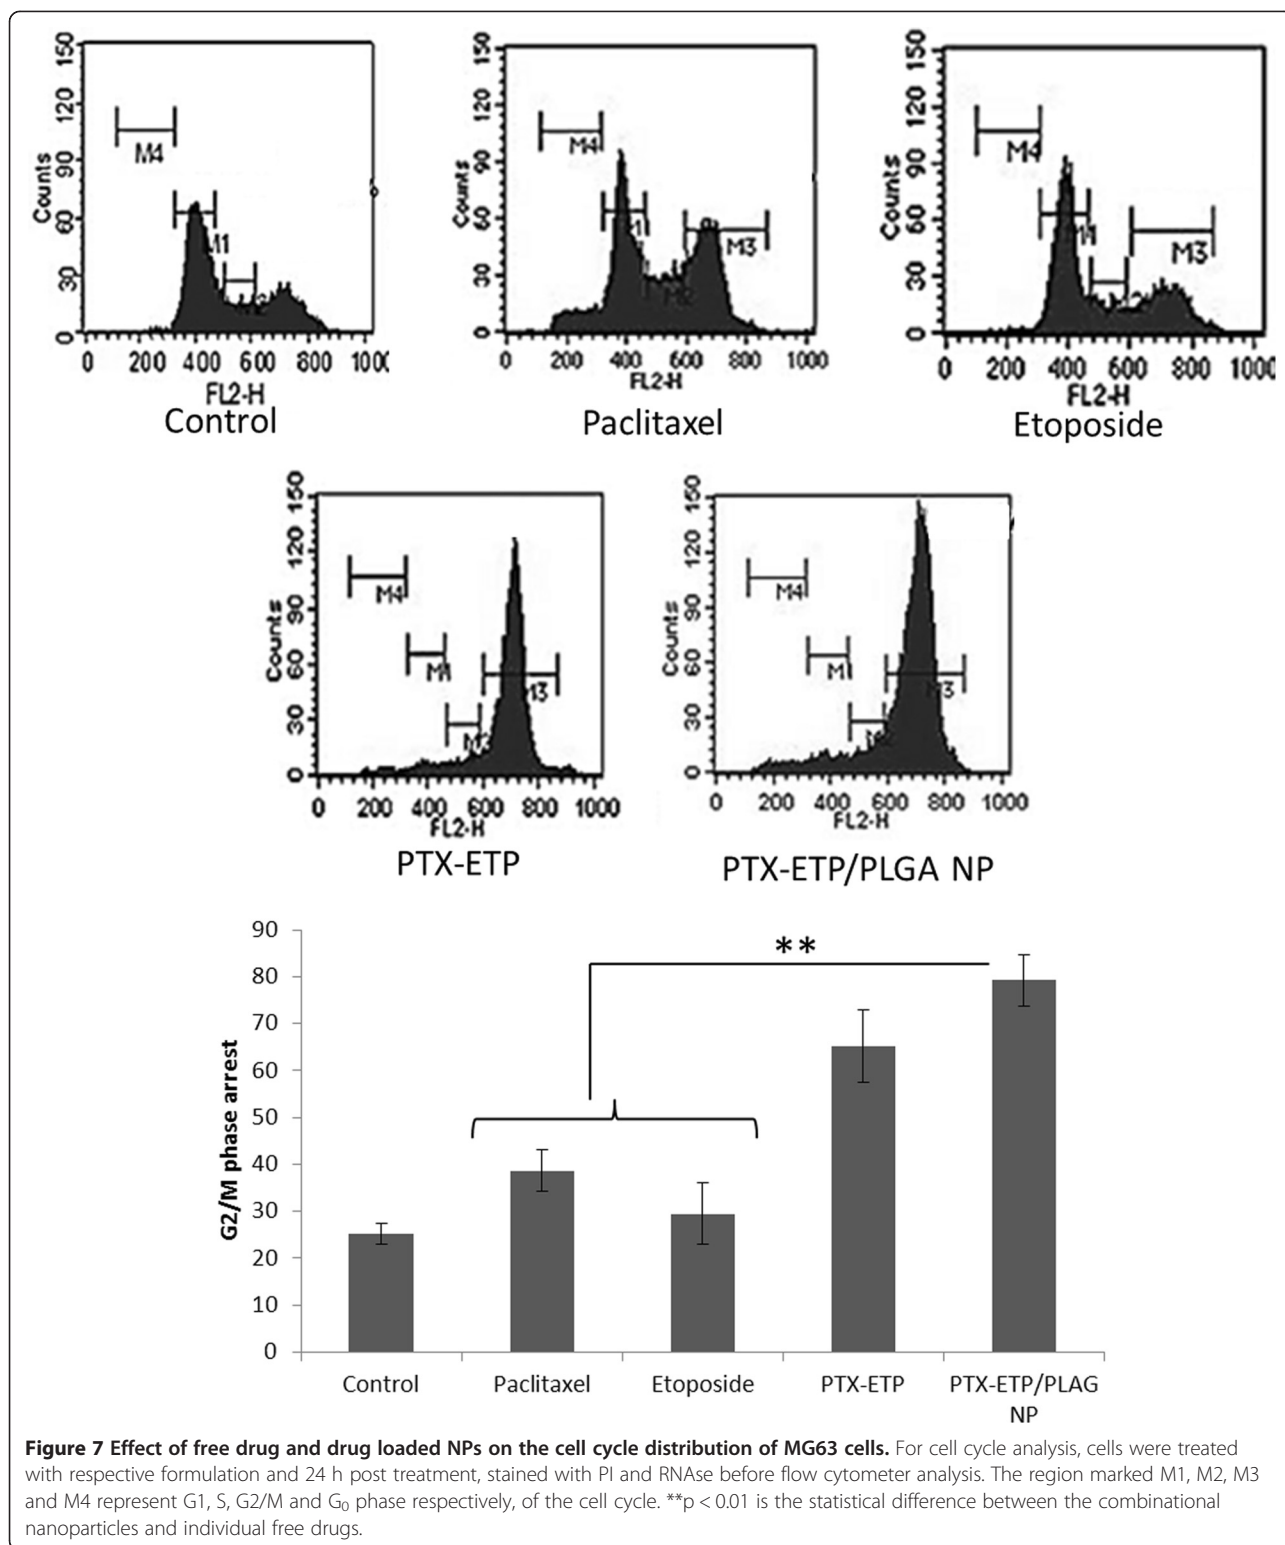 150
120
90
60
30
0
Counts
M4
M1
0 200 400 600 800
FL2-H
Control
150
120
90
60
30
0
Counts
M4
M3
0 200 400 600 800 1000
FL2-H
Paclitaxel
150
120
90
60
30
0
Counts
M4
M3
0 200 400 600 800 1000
FL2-H
Etoposide
150
120
90
60
30
0
Counts
M4
M1
0 200 400 600 800 1000
FL2-H
PTX-ETP
150
120
90
60
30
0
Counts
M4
M3
0 200 400 600 800 1000
FL2-H
PTX-ETP/PLGA NP
90
80
70
60
50
40
30
20
10
0
G2/M phase arrest
**
Control Paclitaxel Etoposide PTX-ETP PTX-ETP/PLAG
NP
Figure 7 Effect of free drug and drug loaded NPs on the cell cycle distribution of MG63 cells. For cell cycle analysis, cells were treated
with respective formulation and 24 h post treatment, stained with PI and RNAse before flow cytometer analysis. The region marked M1, M2, M3
and M4 represent G1, S, G2/M and G₀ phase respectively, of the cell cycle. **p < 0.01 is the statistical difference between the combinational
nanoparticles and individual free drugs.